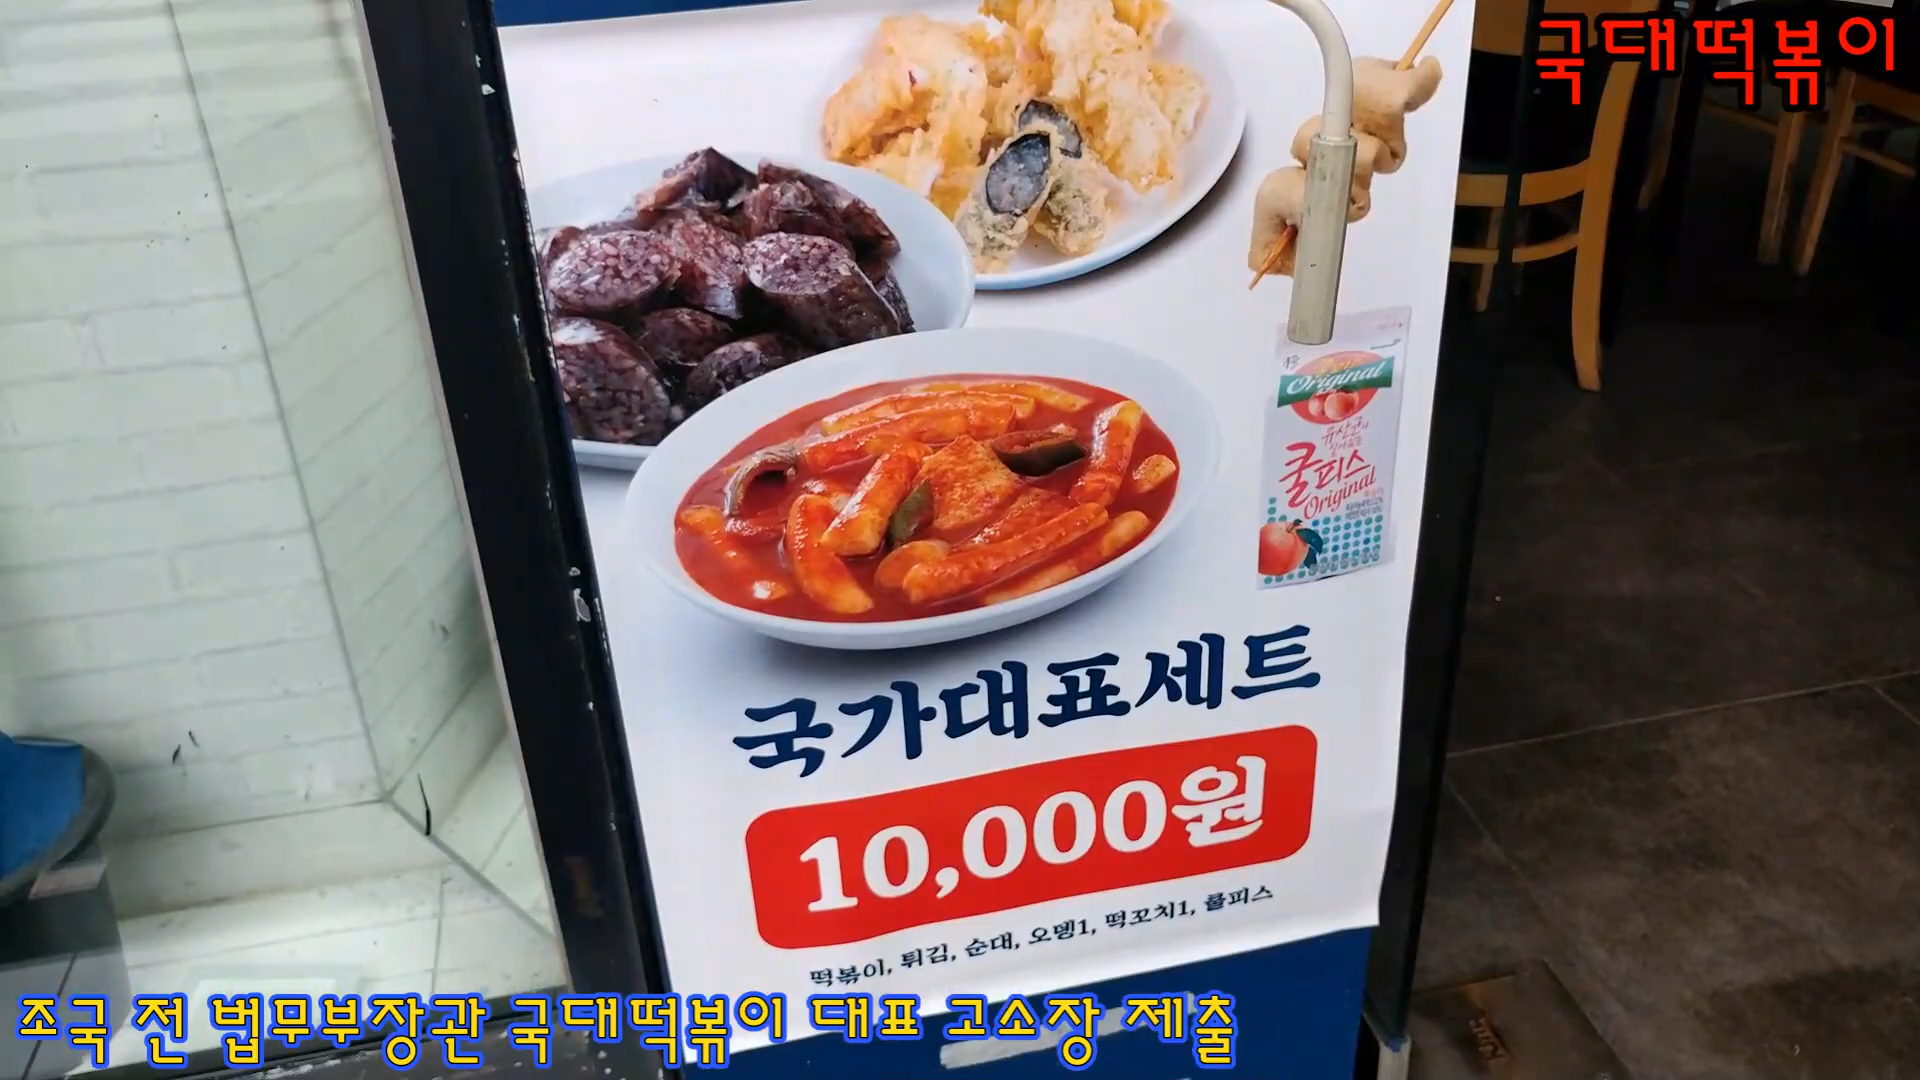 국대떡볶이
Original
쿨피스
Original
국가대표세트
10,000원
떡볶이, 튀김, 순대, 오뎅1, 떡꼬치1, 쿨피스
조국 전 법무부장관 국대떡볶이 대표 고소장 제출